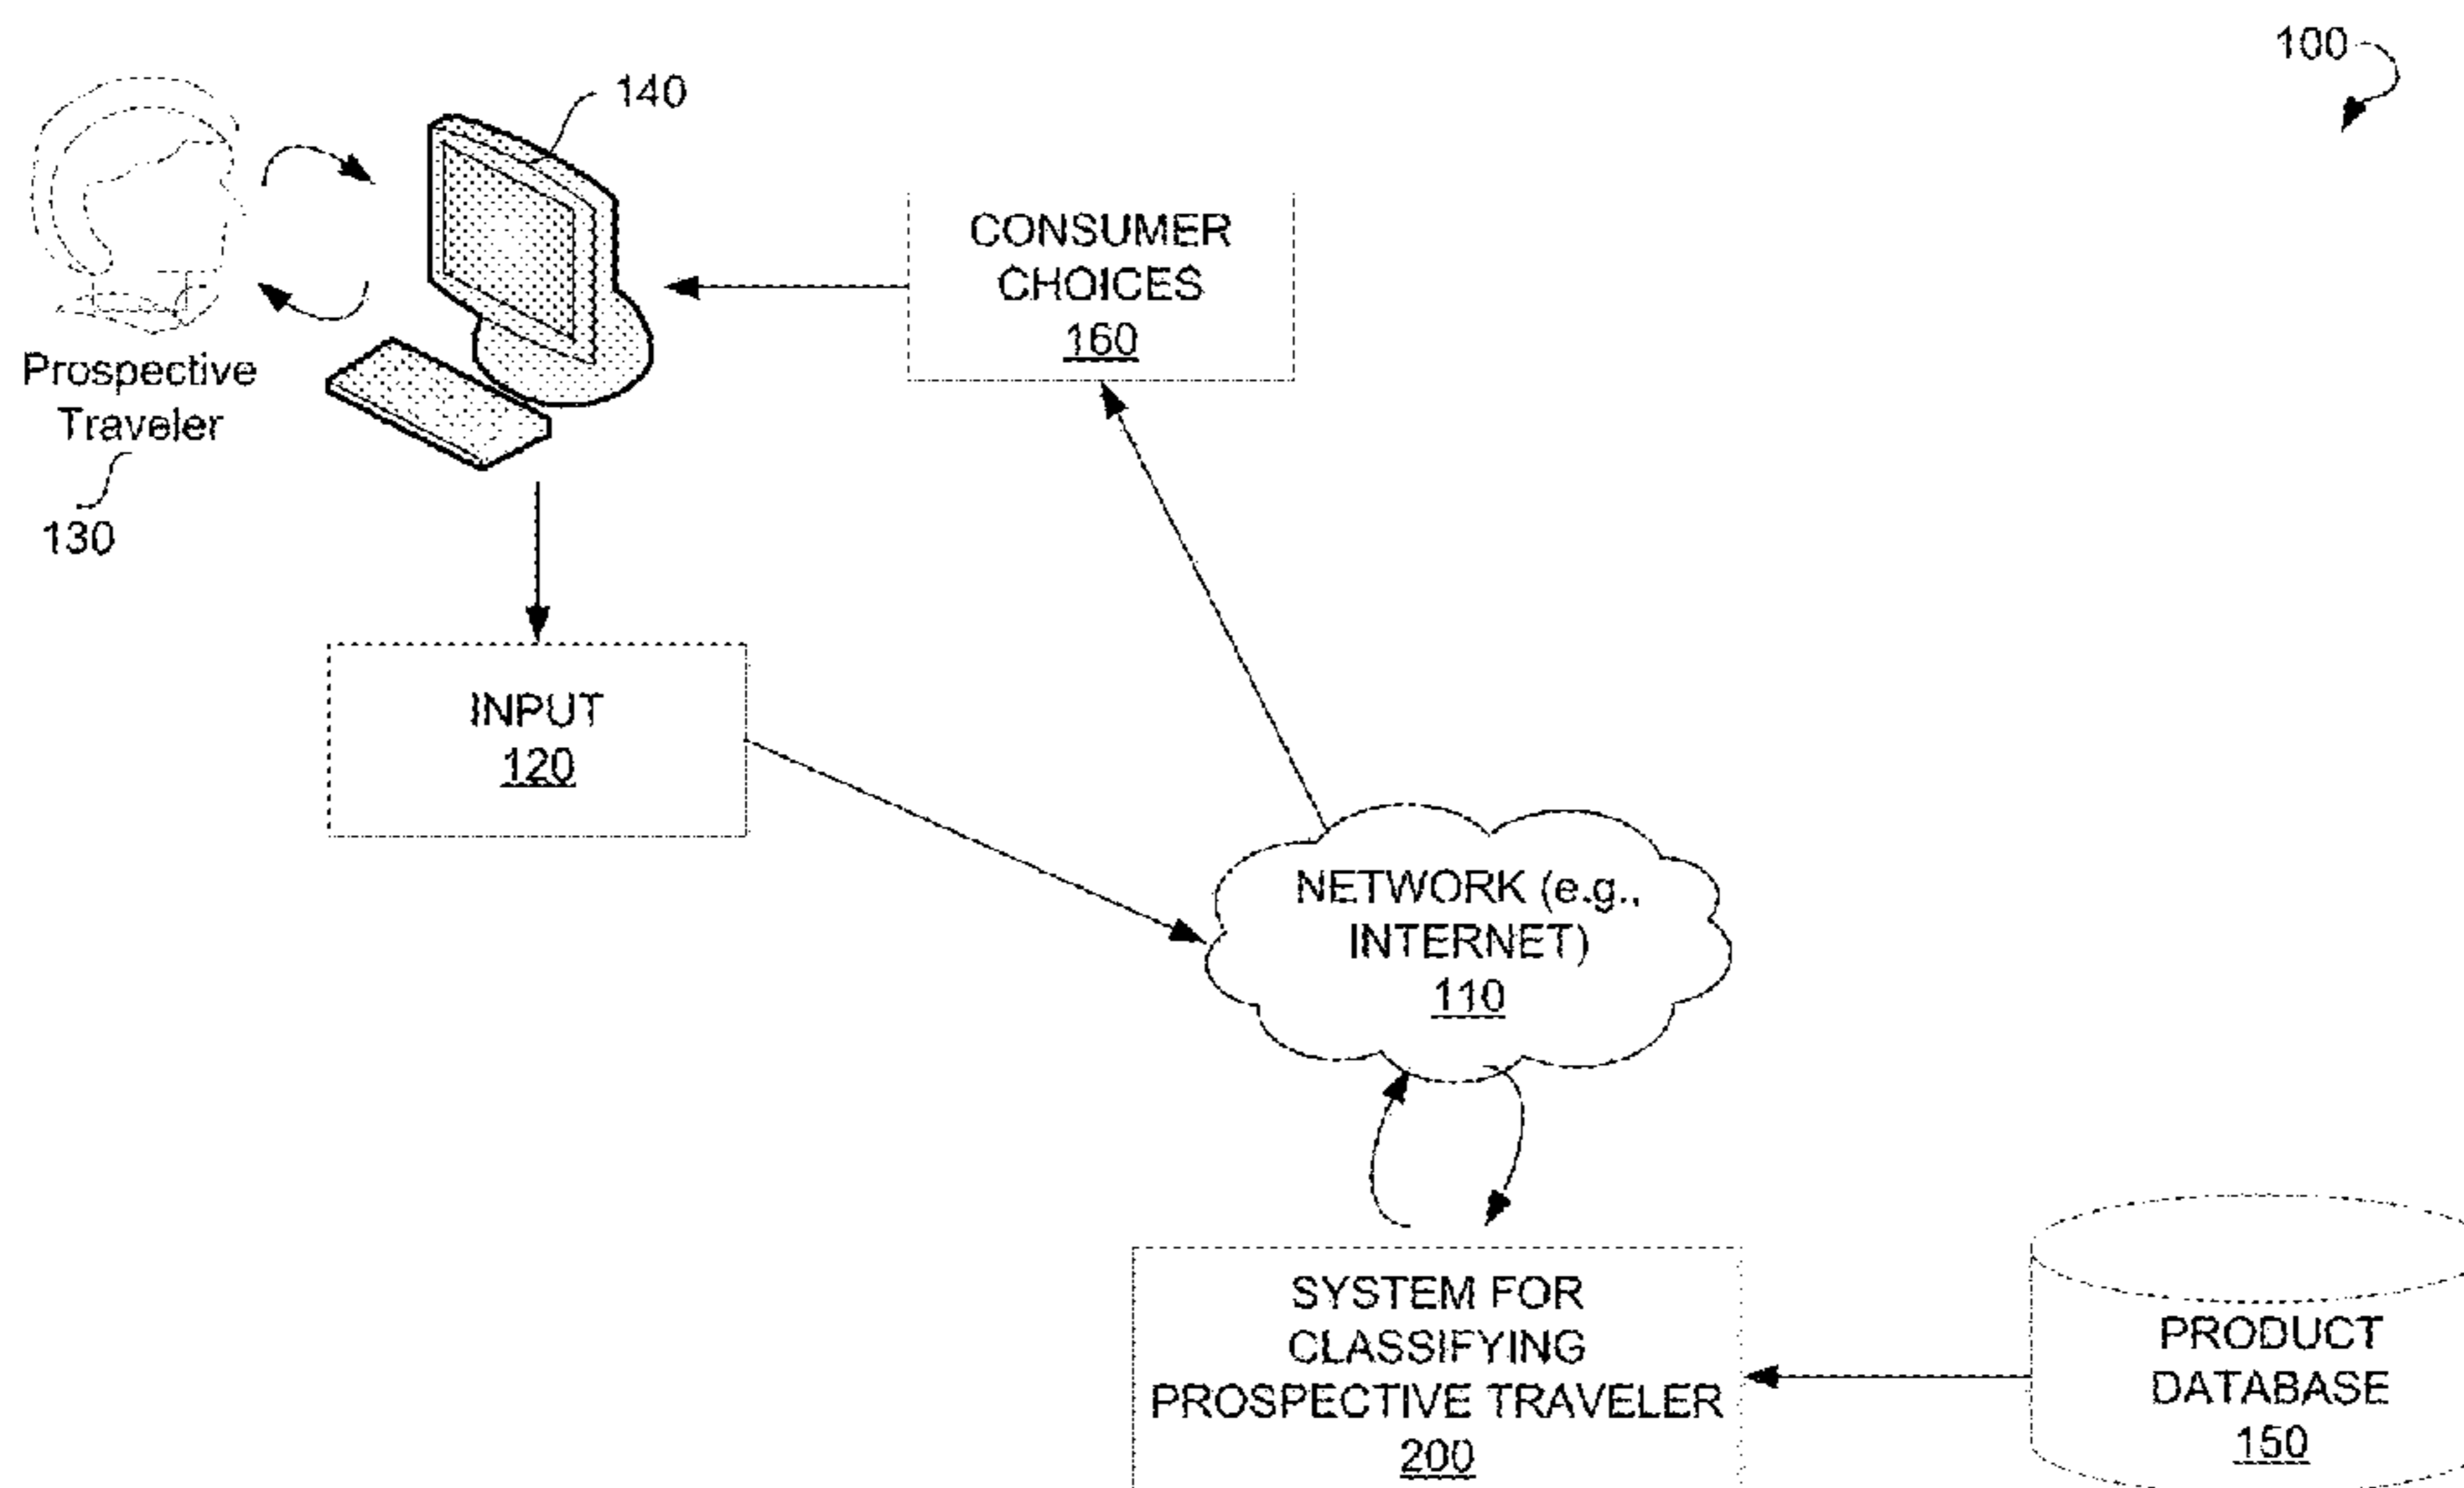 100
140
CONSUMER
CHOICES
160
Prospective
Traveler
130
INPUT
120
NETWORK (e.g.,
INTERNET)
110
SYSTEM FOR
CLASSIFYING
PROSPECTIVE TRAVELER
200
PRODUCT
DATABASE
150